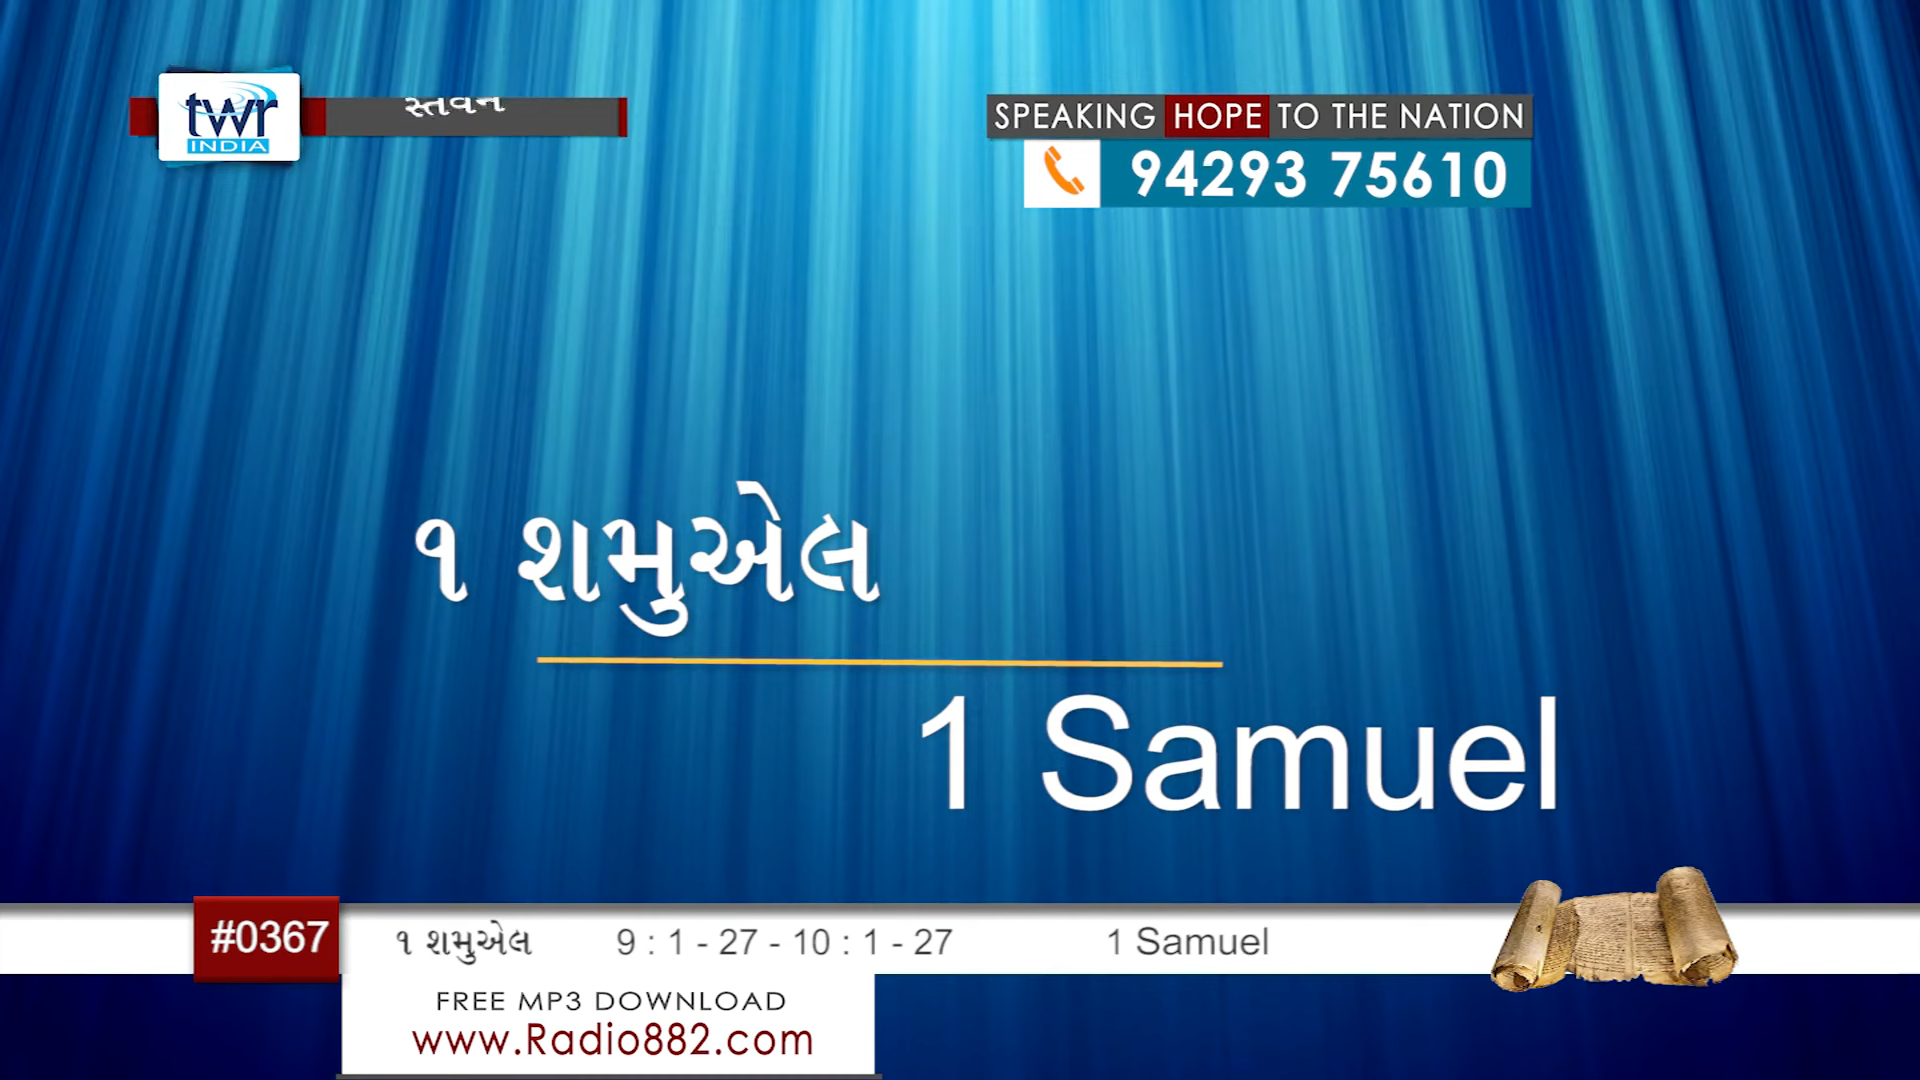 twr
INDIA
સ્તવન
SPEAKING HOPE TO THE NATION
94293 75610
૧ શમુએલ
1 Samuel
#0367
૧ શમુએલ 9 : 1 - 27 - 10 : 1 - 27 1 Samuel
FREE MP3 DOWNLOAD
www.Radio882.com